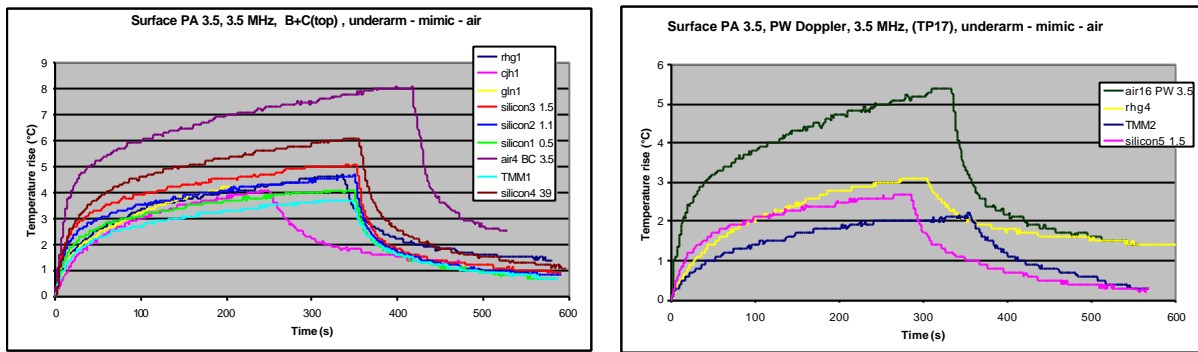 Surface PA 3.5, 3.5 MHz, B+C(top) , underarm - mimic - air
Temperature rise (°C)
9
8
7
6
5
4
3
2
1
0
0
100
200
300
400
500
600
Time (s)
rhg1
cjh1
gln1
silicon3 1.5
silicon2 1.1
silicon1 0.5
air4 BC 3.5
TMM1
silicon4 39
Surface PA 3.5, PW Doppler, 3.5 MHz, (TP17), underarm - mimic - air
Temperature rise (°C)
6
5
4
3
2
1
0
0
100
200
300
400
500
600
Time (s)
air16 PW 3.5
rhg4
TMM2
silicon5 1.5